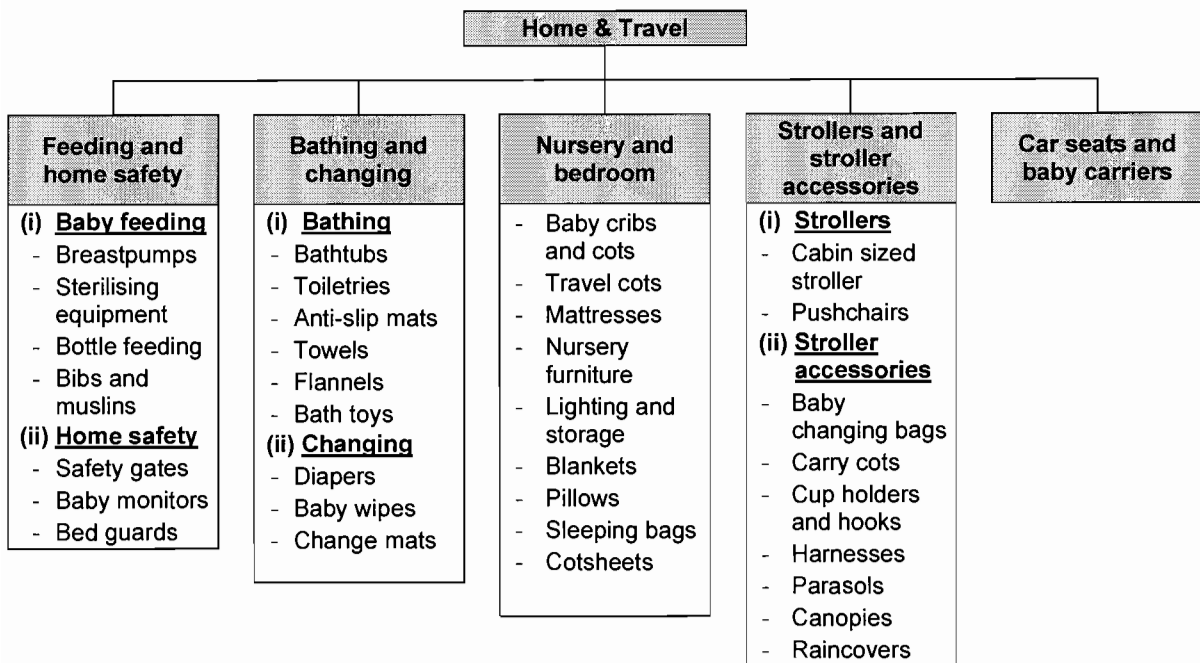 Home & Travel
Feeding and
home safety
(i) Baby feeding
- Breastpumps
- Sterilising
equipment
- Bottle feeding
- Bibs and
muslins
(ii) Home safety
- Safety gates
- Baby monitors
- Bed guards
Bathing and
changing
(i) Bathing
- Bathtubs
- Toiletries
- Anti-slip mats
- Towels
- Flannels
- Bath toys
(ii) Changing
- Diapers
- Baby wipes
- Change mats
Nursery and
bedroom
- Baby cribs
and cots
- Travel cots
- Mattresses
- Nursery
furniture
- Lighting and
storage
- Blankets
- Pillows
- Sleeping bags
- Cotsheets
Strollers and
stroller
accessories
(i) Strollers
- Cabin sized
stroller
- Pushchairs
(ii) Stroller
accessories
- Baby
changing bags
- Carry cots
- Cup holders
and hooks
- Harnesses
- Parasols
- Canopies
- Raincovers
Car seats and
baby carriers